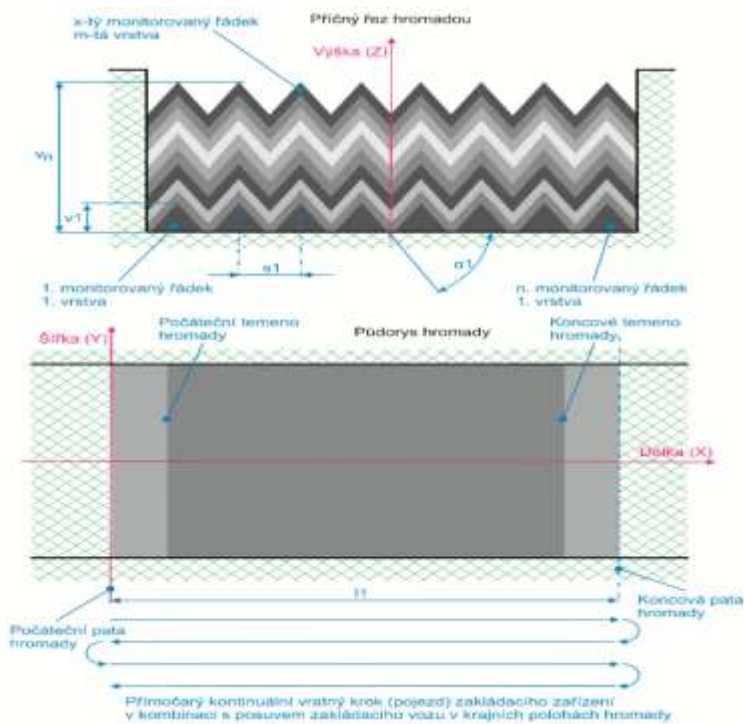 x-tý monitorovaný řádek
m-tá vrstva
Příčný řez hromadou
Výška (Z)
vn
v1
s1
α1
1. monitorovaný řádek
1. vrstva
n. monitorovaný řádek
1. vrstva
Šířka (Y)
Počáteční temeno
hromady
Půdorys hromady
Koncové temeno
hromady
Délka (X)
l1
Počáteční pata
hromady
Koncová pata
hromady
Přímočarý kontinuální vratný krok (pojezd) zakládacího zařízení
v kombinaci s posuvem zakládacího vozu v krajních polohách hromady